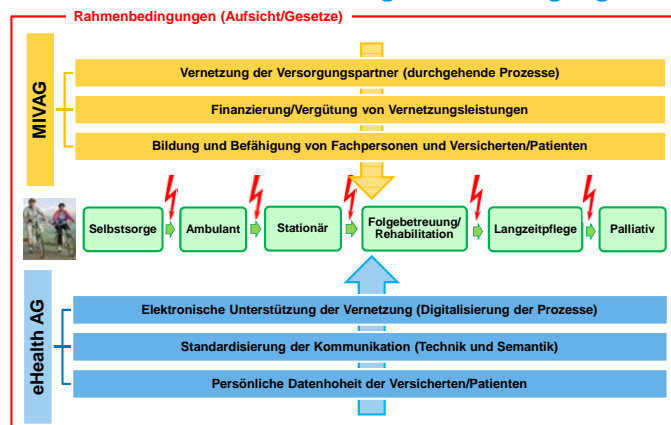 Rahmenbedingungen (Aufsicht/Gesetze)
MIVAG
Vernetzung der Versorgungspartner (durchgehende Prozesse)
Finanzierung/Vergütung von Vernetzungsleistungen
Bildung und Befähigung von Fachpersonen und Versicherten/Patienten
Selbstsorge
Ambulant
Stationär
Folgebetreuung/
Rehabilitation
Langzeitpflege
Palliativ
eHealth AG
Elektronische Unterstützung der Vernetzung (Digitalisierung der Prozesse)
Standardisierung der Kommunikation (Technik und Semantik)
Persönliche Datenhoheit der Versicherten/Patienten